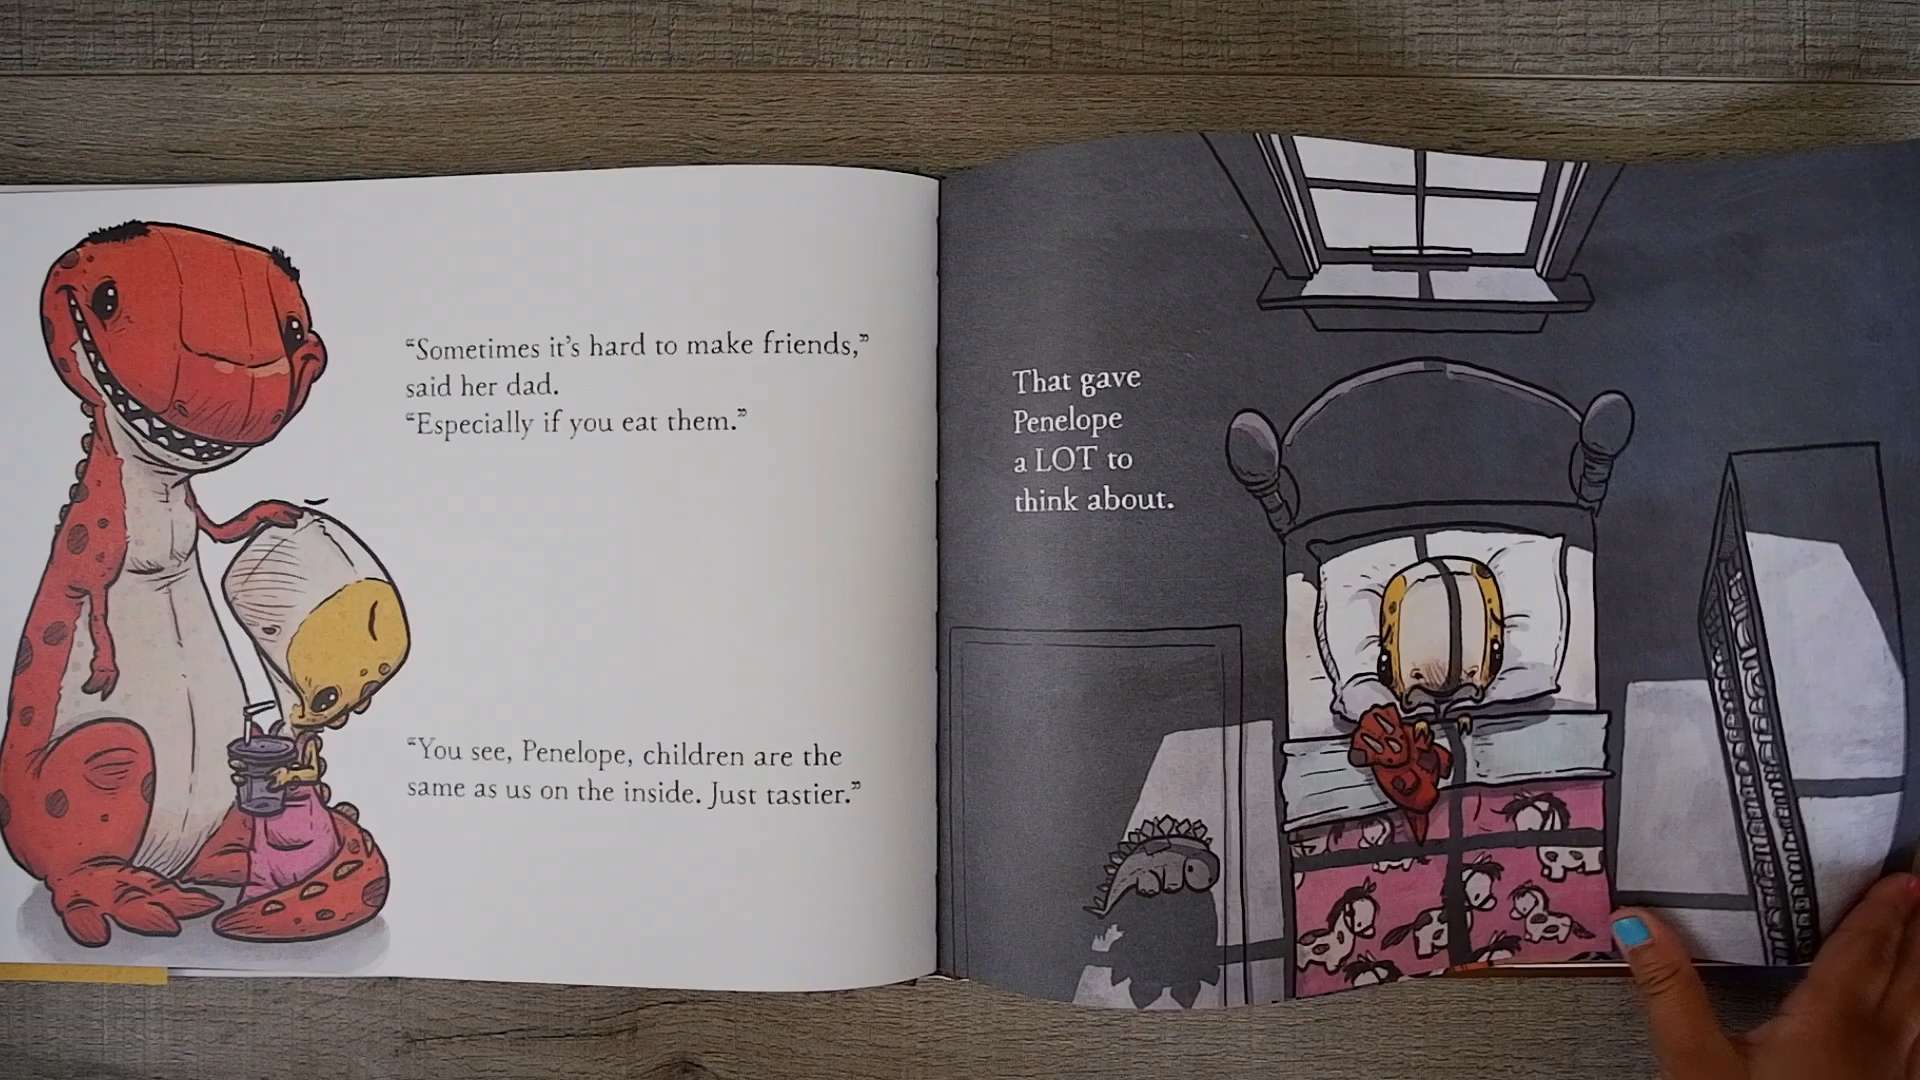 “Sometimes it’s hard to make friends,”
said her dad.
“Especially if you eat them.”
“You see, Penelope, children are the
same as us on the inside. Just tastier.”
That gave
Penelope
a LOT to
think about.